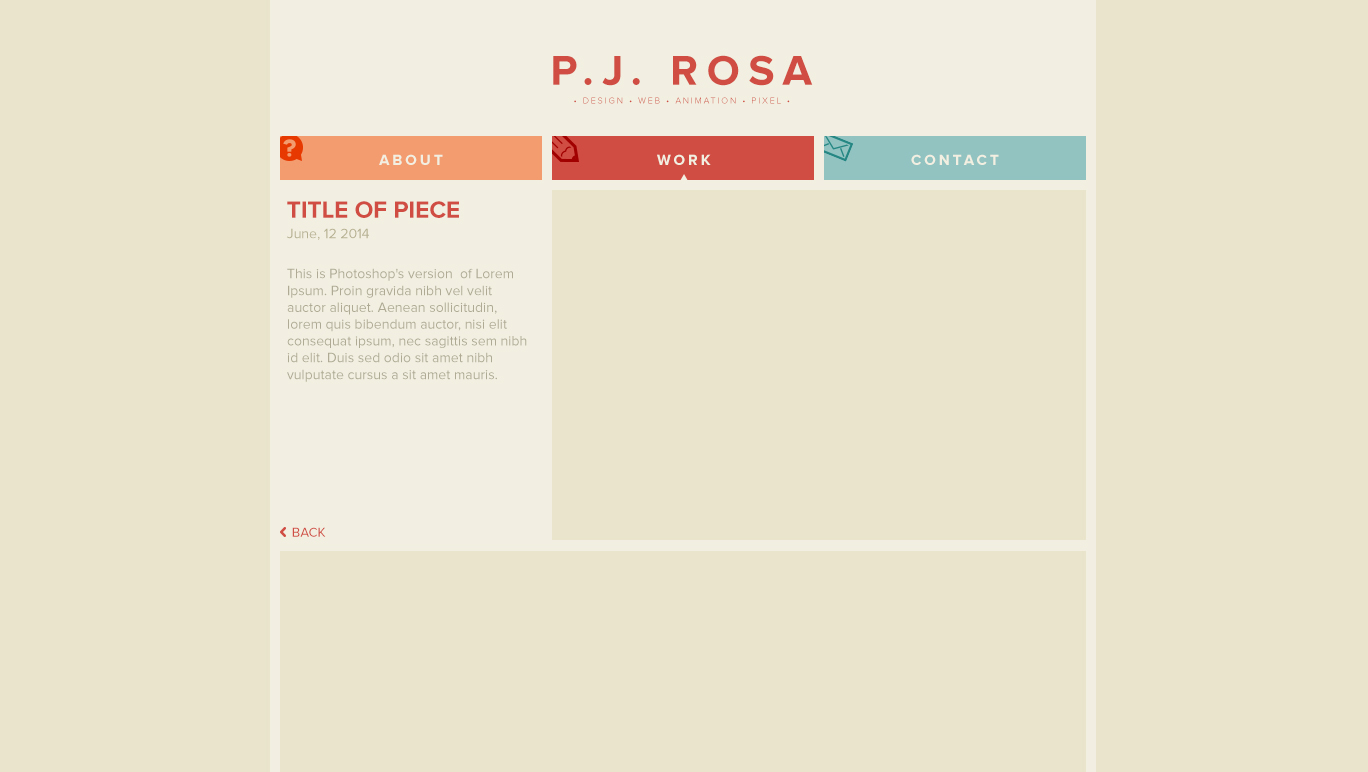 P.J. ROSA
• DESIGN • WEB • ANIMATION • PIXEL •
ABOUT
WORK
CONTACT
TITLE OF PIECE
June, 12 2014
This is Photoshop's version  of Lorem
Ipsum. Proin gravida nibh vel velit
auctor aliquet. Aenean sollicitudin,
lorem quis bibendum auctor, nisi elit
consequat ipsum, nec sagittis sem nibh
id elit. Duis sed odio sit amet nibh
vulputate cursus a sit amet mauris.
BACK